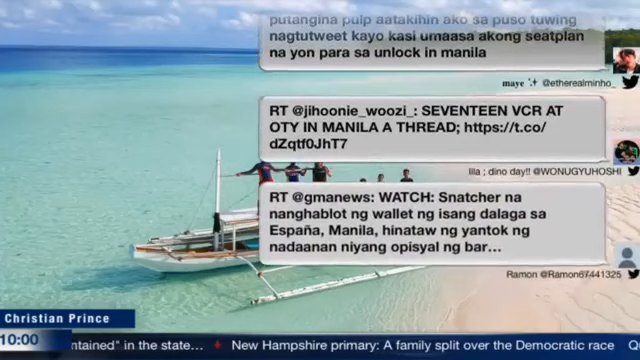 putangina pulp aatakihin ako sa puso tuwing
nagtutweet kayo kasi umaasa akong seatplan
na yon para sa unlock in manila
maye @etherealminho_
RT @jihoonie_woozi_: SEVENTEEN VCR AT
OTY IN MANILA A THREAD; https://t.co/
dZqtf0JhT7
lila ; dino day!! @WONUGYUHOSHI
RT @gmanews: WATCH: Snatcher na
nanghablot ng wallet ng isang dalaga sa
España, Manila, hinataw ng yantok ng
nadaanan niyang opisyal ng bar...
Ramon @Ramon67441325
Christian Prince
10:00
ntained" in the state...
New Hampshire primary: A family split over the Democratic race